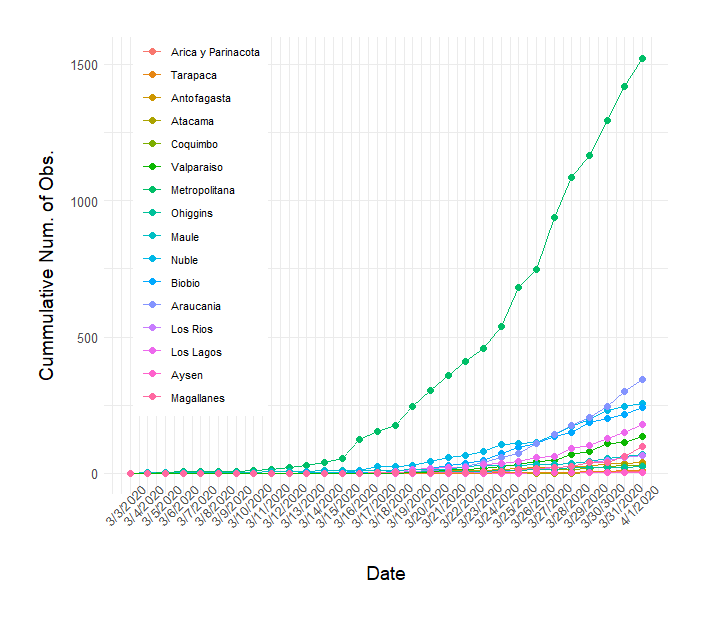 1500
1000
500
0
Cummulative Num. of Obs.
Arica y Parinacota
Tarapaca
Antofagasta
Atacama
Coquimbo
Valparaiso
Metropolitana
Ohiggins
Maule
Nuble
Biobio
Araucania
Los Rios
Los Lagos
Aysen
Magallanes
3/3/2020
3/4/2020
3/5/2020
3/6/2020
3/7/2020
3/8/2020
3/9/2020
3/10/2020
3/11/2020
3/12/2020
3/13/2020
3/14/2020
3/15/2020
3/16/2020
3/17/2020
3/18/2020
3/19/2020
3/20/2020
3/21/2020
3/22/2020
3/23/2020
3/24/2020
3/25/2020
3/26/2020
3/27/2020
3/28/2020
3/29/2020
3/30/2020
3/31/2020
4/1/2020
Date